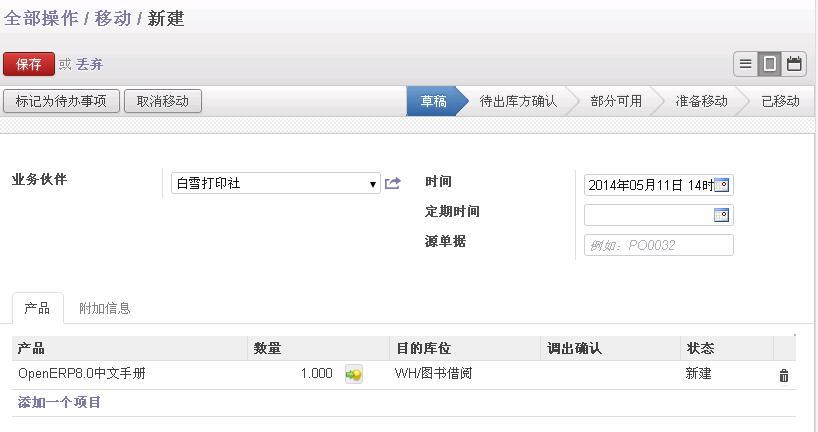 全部操作 / 移动 / 新建
保存 或 丢弃
标记为待办事项 取消移动 草稿 待出库方确认 部分可用 准备移动 已移动
业务伙伴 白雪打印社 时间 2014年05月11日 14时
定期时间
源单据 例如：PO0032
产品 附加信息
产品 数量 目的库位 调出确认 状态
OpenERP8.0中文手册 1.000 WH/图书借阅 新建
添加一个项目